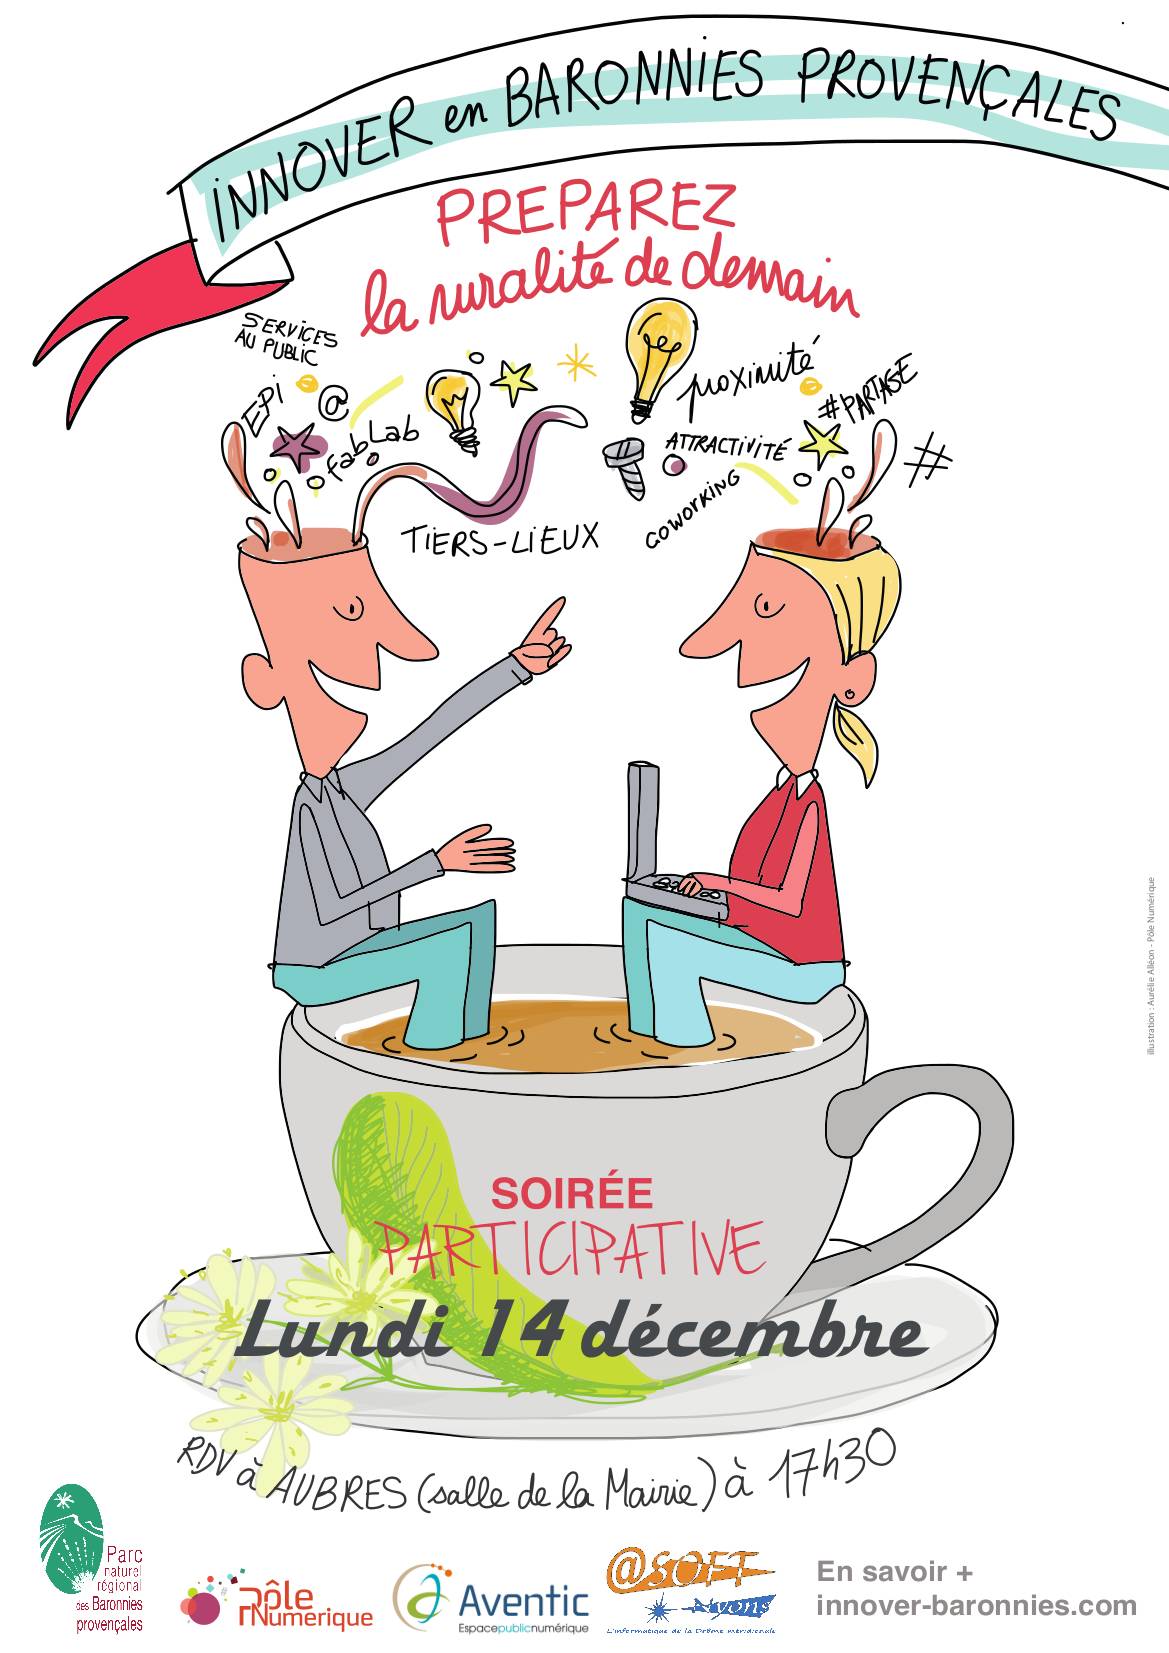 iNNOVER en BARONNiES PROVENÇALES
PREPAREZ
la ruralité de demain
SERVICES
AU PUBLIC
EPi
@
fabLab
proximité
#PARTAGE
ATTRACTIVITÉ
#
COWORKING
TiERS-LiEUX
illustration : Aurélie Alléon - Pôle Numérique
SOIRÉE
PARTICIPATIVE
Lundi 14 décembre
RDV à AUBRES (salle de la Mairie) à 17h30
Parc
naturel
régional
des Baronnies
provençales
Pôle
Numérique
Aventic
Espacepublicnumérique
@SOFT
Nyons
L'informatique de la Drôme méridionale
En savoir +
innover-baronnies.com